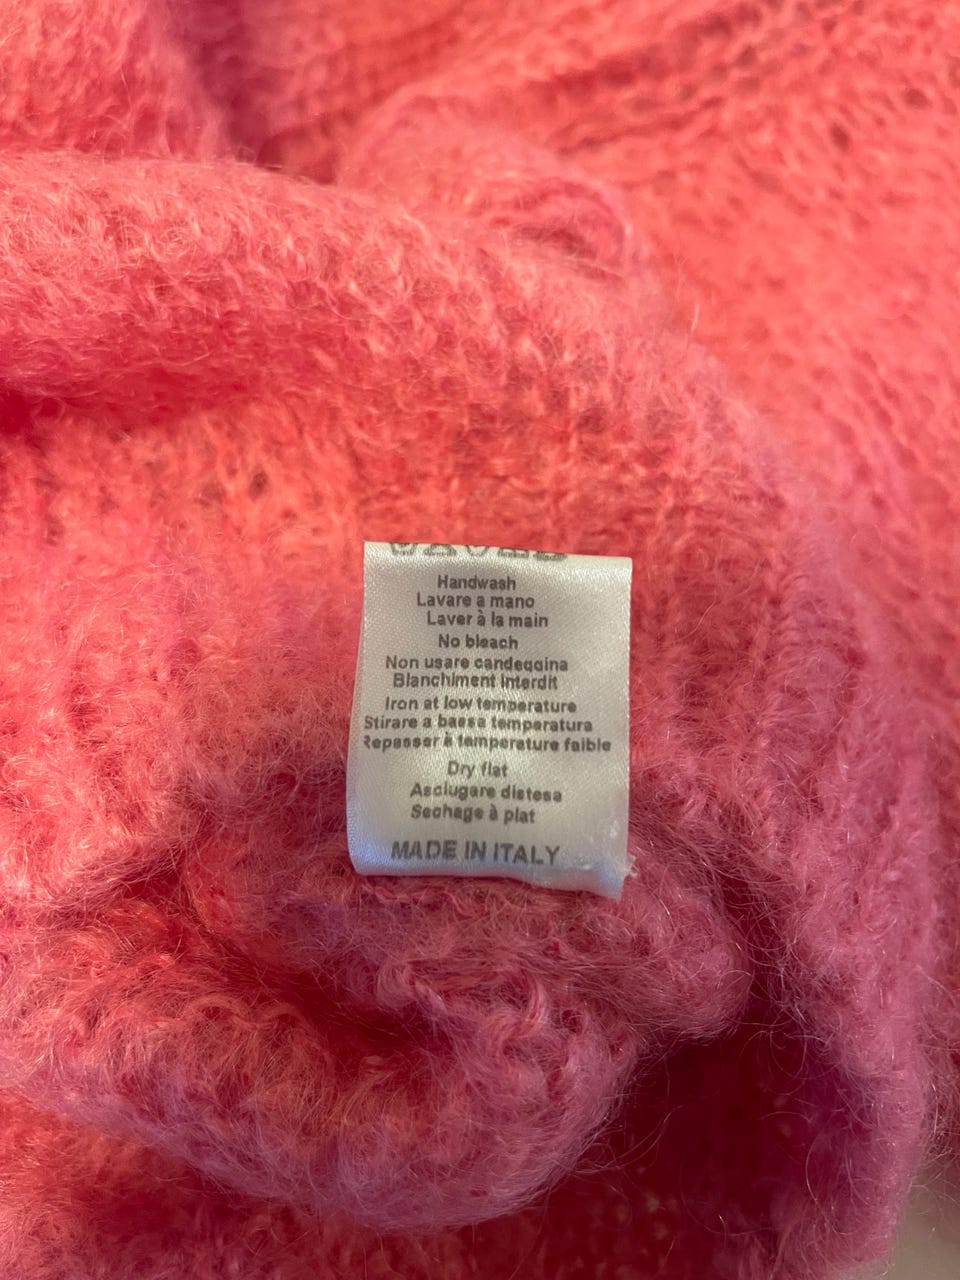 Handwash
Lavare a mano
Laver à la main
No bleach
Non usare candeggina
Blanchiment interdit
Iron at low temperature
Stirare a bassa temperatura
Repasser à température faible
Dry flat
Asciugare distesa
Sechage à plat
MADE IN ITALY